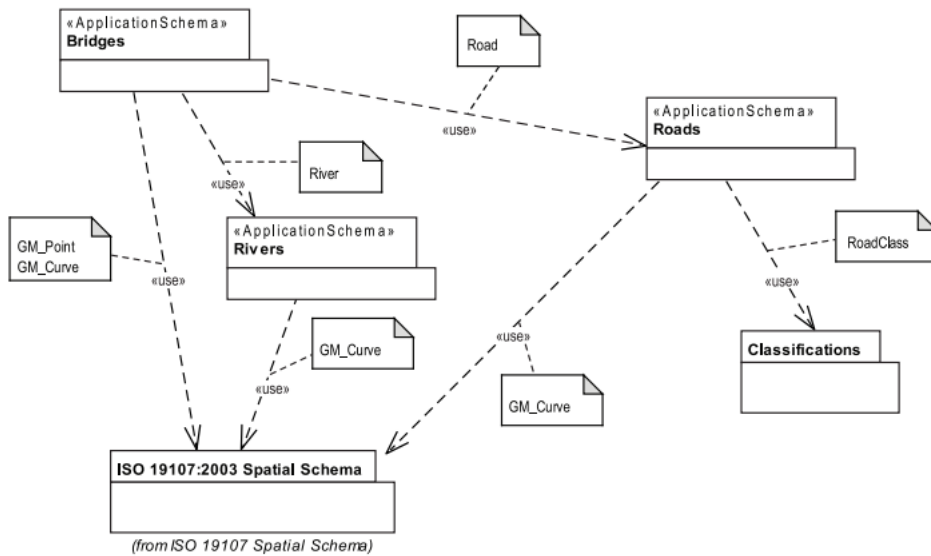 «ApplicationSchema»
Bridges
Road
«ApplicationSchema»
Roads
«use»
River
«use»
«ApplicationSchema»
Rivers
GM_Point
GM_Curve
RoadClass
«use»
«use»
«use»
GM_Curve
Classifications
«use»
GM_Curve
ISO 19107:2003 Spatial Schema
(from ISO 19107 Spatial Schema)